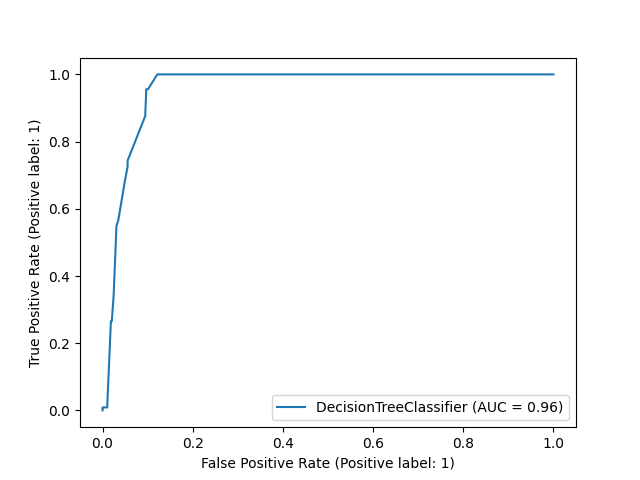 1.0
0.8
0.6
0.4
0.2
0.0
True Positive Rate (Positive label: 1)
DecisionTreeClassifier (AUC = 0.96)
0.0 0.2 0.4 0.6 0.8 1.0
False Positive Rate (Positive label: 1)